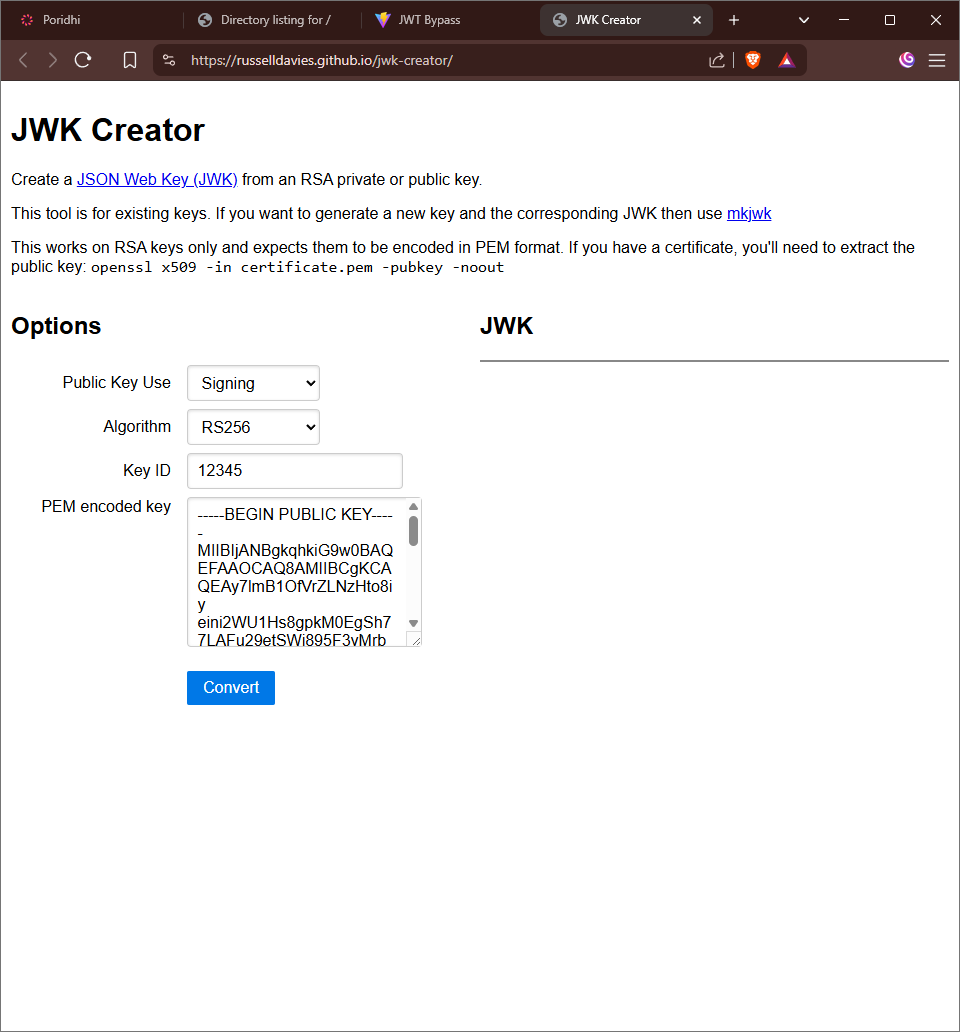 Poridhi
Directory listing for /
JWT Bypass
JWK Creator
https://russelldavies.github.io/jwk-creator/
JWK Creator
Create a JSON Web Key (JWK) from an RSA private or public key.
This tool is for existing keys. If you want to generate a new key and the corresponding JWK then use mkjwk
This works on RSA keys only and expects them to be encoded in PEM format. If you have a certificate, you'll need to extract the
public key: openssl x509 -in certificate.pem -pubkey -noout
Options
Public Key Use
Signing
Algorithm
RS256
Key ID
12345
PEM encoded key
-----BEGIN PUBLIC KEY----
-
MIIBIjANBgkqhkiG9w0BAQ
EFAAOCAQ8AMIIBCgKCA
QEAy7lmB1OfVrZLNzHto8i
y
eini2WU1Hs8gpkM0EgSh7
7LAFu29etSWi895F3yMrb
Convert
JWK